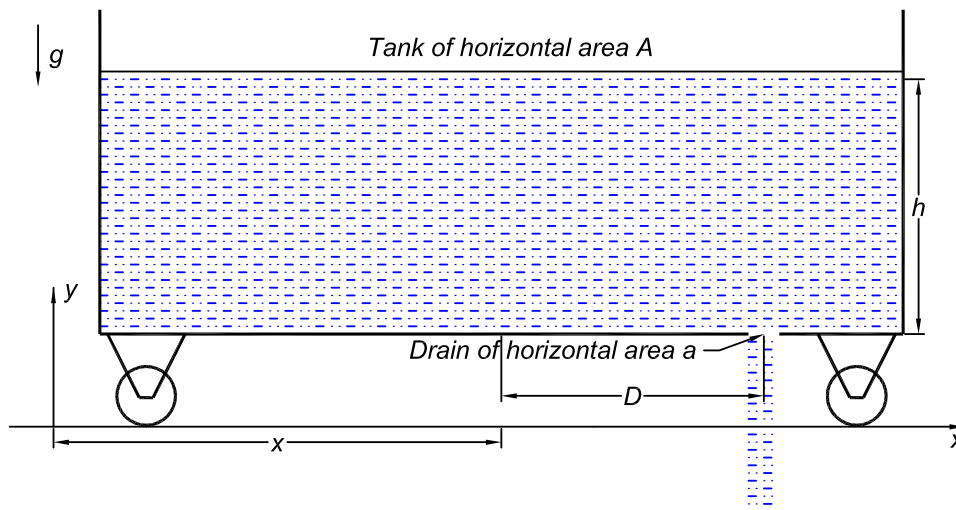 Tank of horizontal area A
g
h
y
Drain of horizontal area a
D
x
x